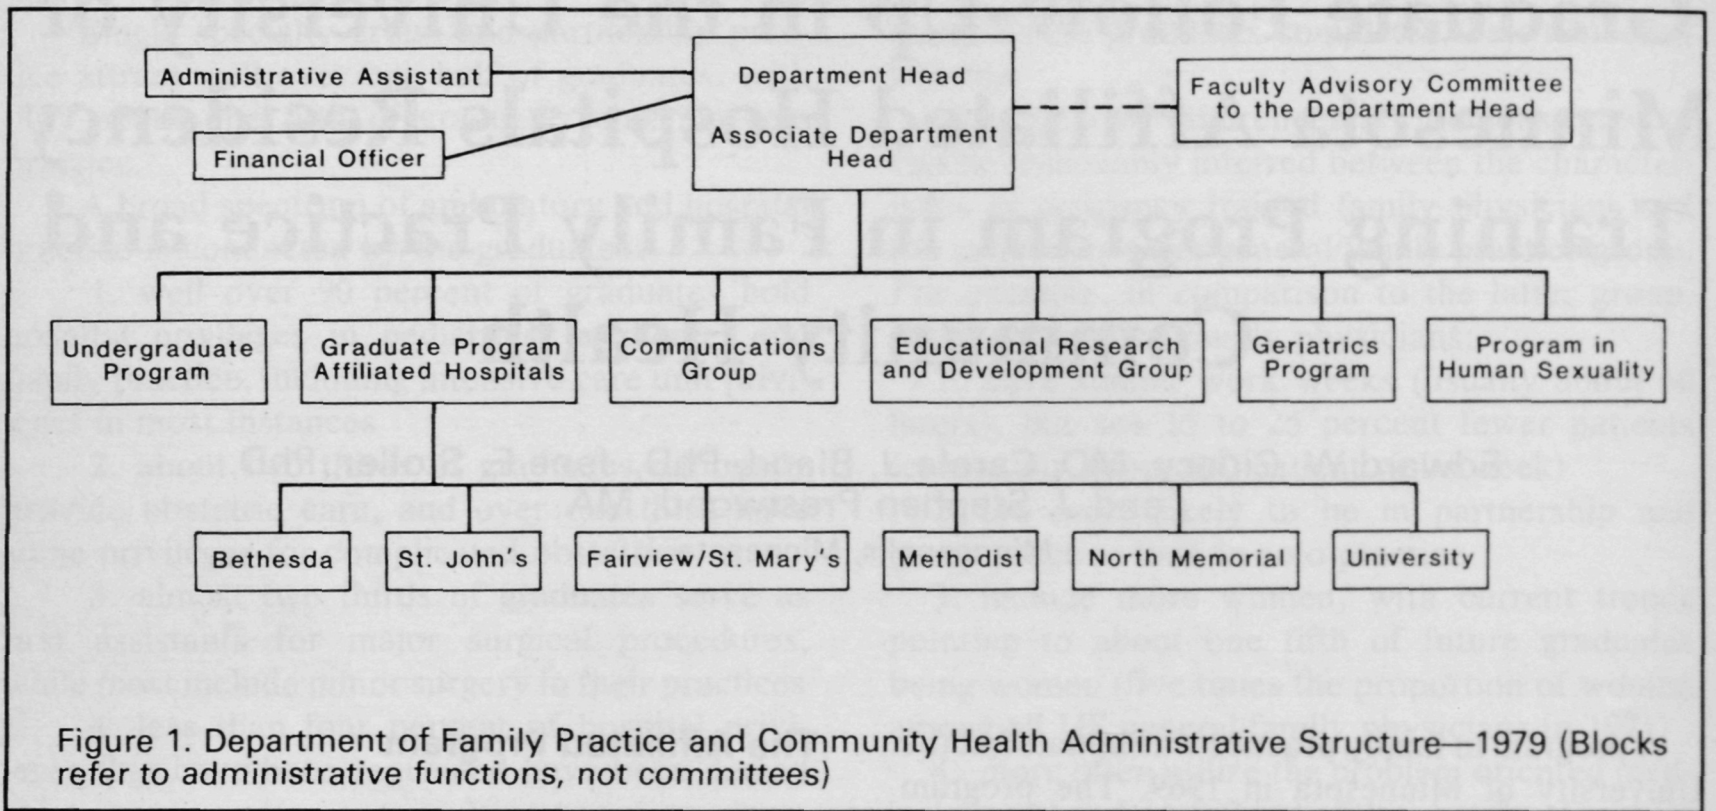 Administrative Assistant
Financial Officer
Department Head
Associate Department
Head
Faculty Advisory Committee
to the Department Head
Undergraduate
Program
Graduate Program
Affiliated Hospitals
Communications
Group
Educational Research
and Development Group
Geriatrics
Program
Program in
Human Sexuality
Bethesda
St. John's
Fairview/St. Mary's
Methodist
North Memorial
University
Figure 1. Department of Family Practice and Community Health Administrative Structure—1979 (Blocks
refer to administrative functions, not committees)